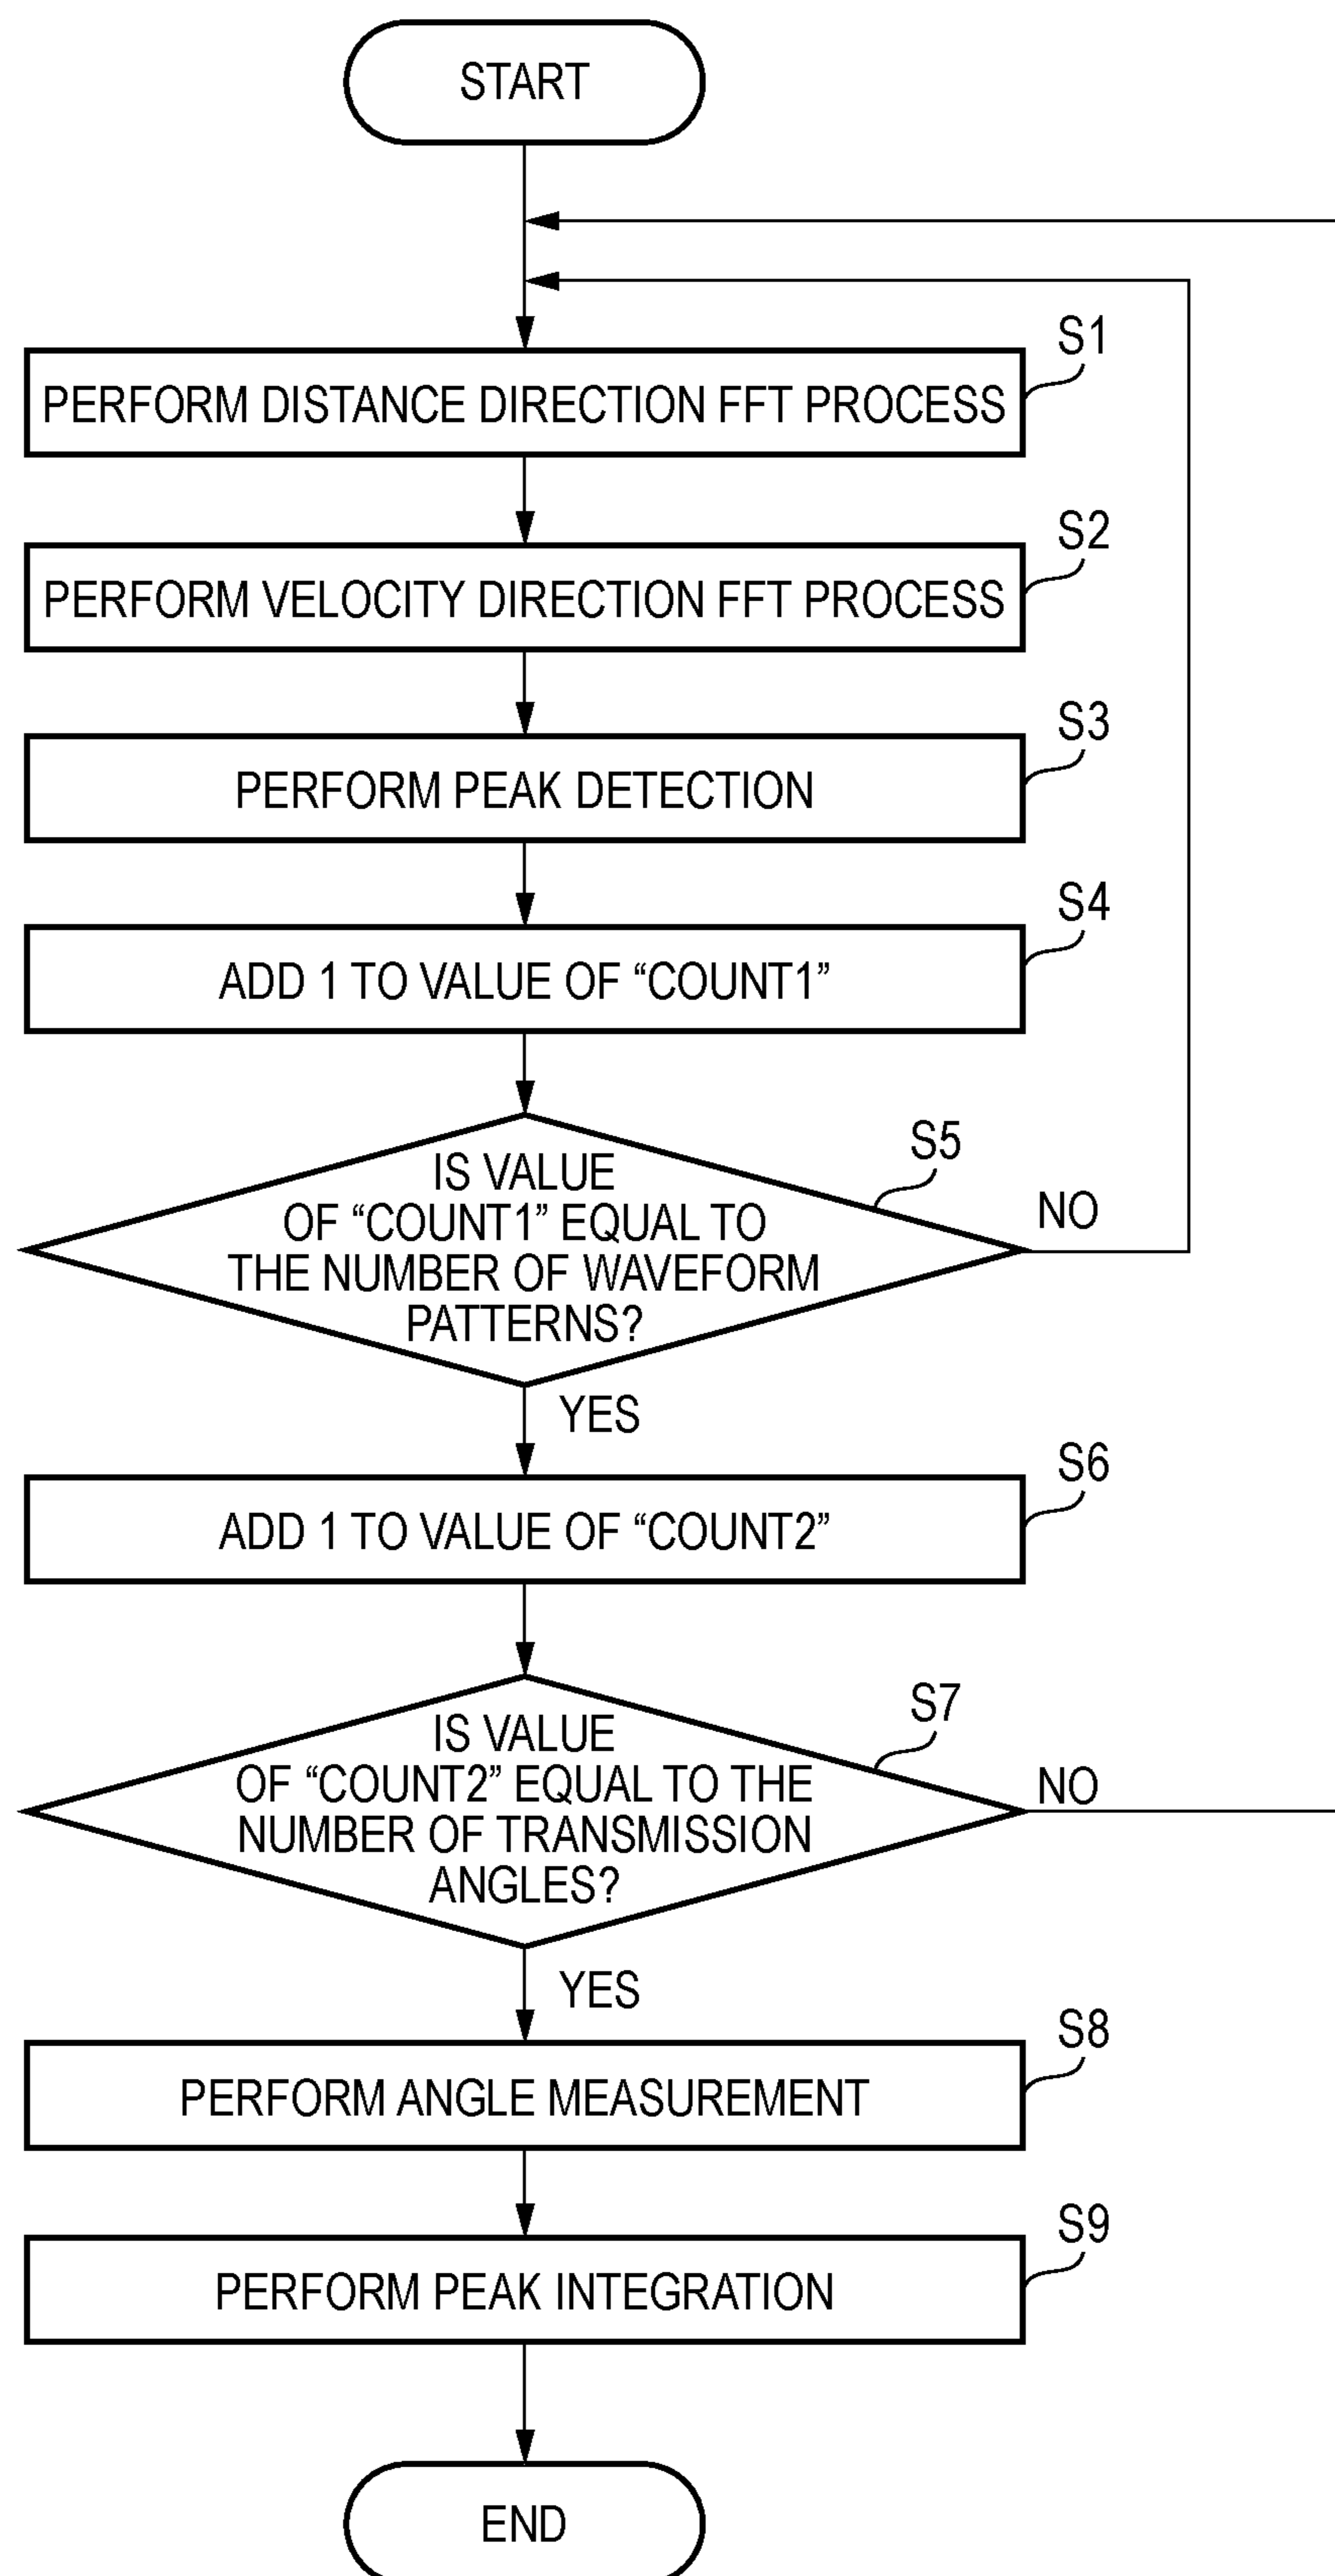 START
S1
PERFORM DISTANCE DIRECTION FFT PROCESS
S2
PERFORM VELOCITY DIRECTION FFT PROCESS
S3
PERFORM PEAK DETECTION
S4
ADD 1 TO VALUE OF “COUNT1”
S5
IS VALUE
OF “COUNT1” EQUAL TO
THE NUMBER OF WAVEFORM
PATTERNS?
NO
YES
S6
ADD 1 TO VALUE OF “COUNT2”
S7
IS VALUE
OF “COUNT2” EQUAL TO THE
NUMBER OF TRANSMISSION
ANGLES?
NO
YES
S8
PERFORM ANGLE MEASUREMENT
S9
PERFORM PEAK INTEGRATION
END